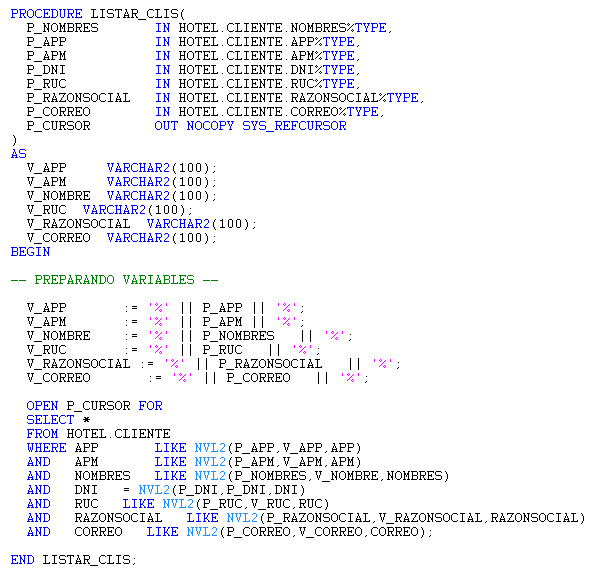 PROCEDURE LISTAR_CLIS(
  P_NOMBRES       IN HOTEL.CLIENTE.NOMBRES%TYPE,
  P_APP           IN HOTEL.CLIENTE.APP%TYPE,
  P_APM           IN HOTEL.CLIENTE.APM%TYPE,
  P_DNI           IN HOTEL.CLIENTE.DNI%TYPE,
  P_RUC           IN HOTEL.CLIENTE.RUC%TYPE,
  P_RAZONSOCIAL   IN HOTEL.CLIENTE.RAZONSOCIAL%TYPE,
  P_CORREO        IN HOTEL.CLIENTE.CORREO%TYPE,
  P_CURSOR        OUT NOCOPY SYS_REFCURSOR
)
AS
  V_APP     VARCHAR2(100);
  V_APM     VARCHAR2(100);
  V_NOMBRE  VARCHAR2(100);
  V_RUC  VARCHAR2(100);
  V_RAZONSOCIAL  VARCHAR2(100);
  V_CORREO  VARCHAR2(100);
BEGIN

-- PREPARANDO VARIABLES --

  V_APP       := '%' || P_APP || '%';
  V_APM       := '%' || P_APM || '%';
  V_NOMBRE    := '%' || P_NOMBRES   || '%';
  V_RUC       := '%' || P_RUC   || '%';
  V_RAZONSOCIAL := '%' || P_RAZONSOCIAL   || '%';
  V_CORREO       := '%' || P_CORREO   || '%';

  OPEN P_CURSOR FOR
  SELECT *
  FROM HOTEL.CLIENTE
  WHERE APP       LIKE NVL2(P_APP,V_APP,APP)
  AND   APM       LIKE NVL2(P_APM,V_APM,APM)
  AND   NOMBRES   LIKE NVL2(P_NOMBRES,V_NOMBRE,NOMBRES)
  AND   DNI   = NVL2(P_DNI,P_DNI,DNI)
  AND   RUC   LIKE NVL2(P_RUC,V_RUC,RUC)
  AND   RAZONSOCIAL   LIKE NVL2(P_RAZONSOCIAL,V_RAZONSOCIAL,RAZONSOCIAL)
  AND   CORREO   LIKE NVL2(P_CORREO,V_CORREO,CORREO);

END LISTAR_CLIS;